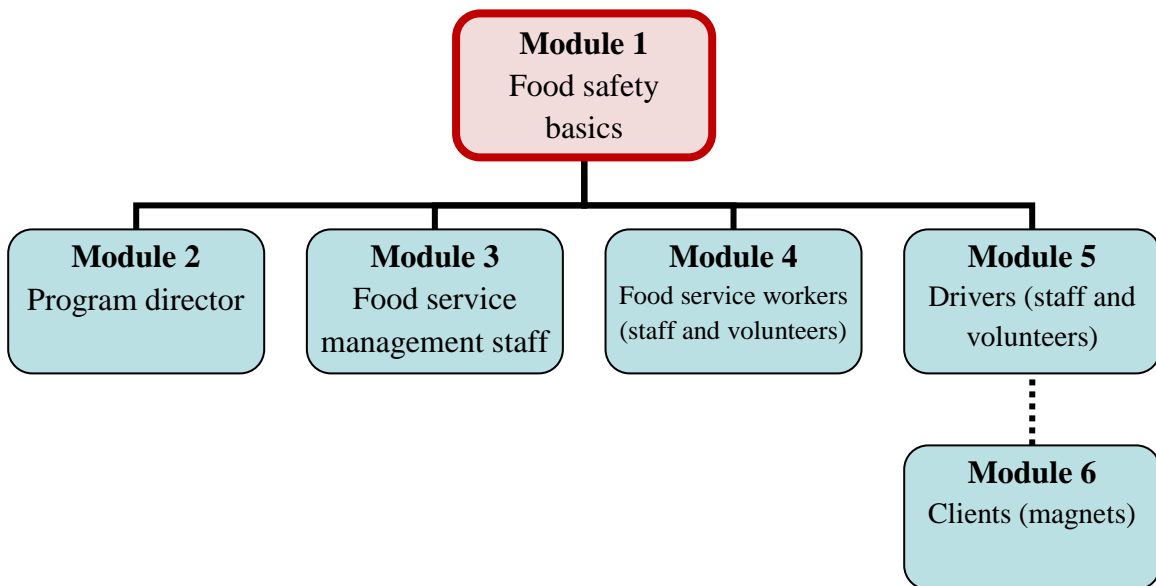 Module 1
Food safety
basics
Module 2
Program director
Module 3
Food service
management staff
Module 4
Food service workers
(staff and volunteers)
Module 5
Drivers (staff and
volunteers)
Module 6
Clients (magnets)